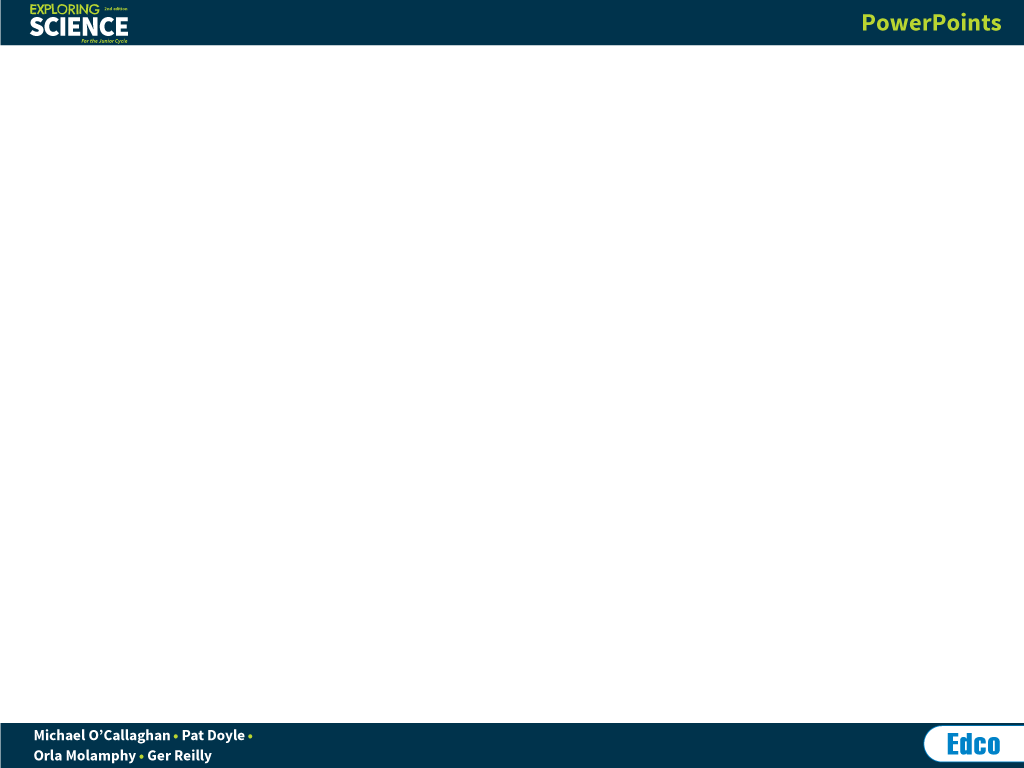 EXPLORING 2nd edition
SCIENCE
For the Junior Cycle
PowerPoints
Michael O’Callaghan • Pat Doyle •
Orla Molamphy • Ger Reilly
Edco